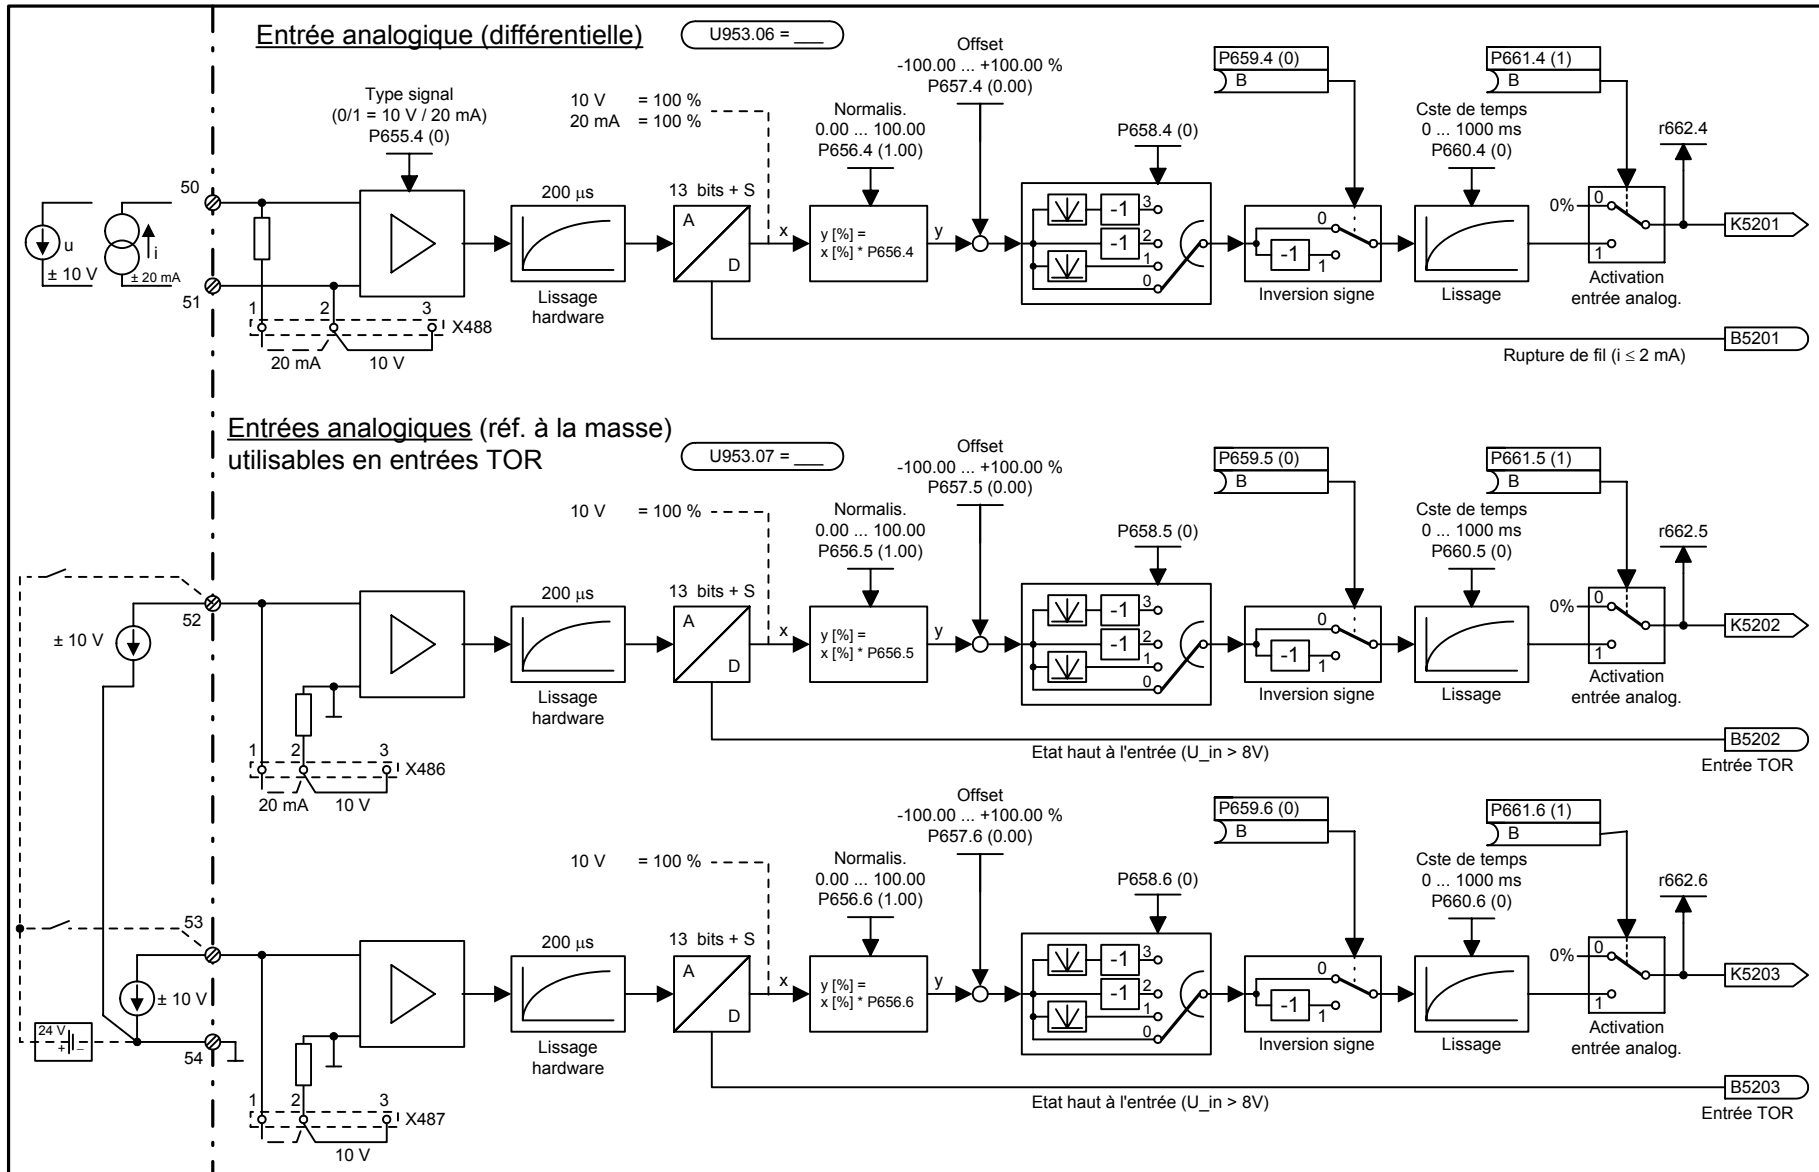 Entrée analogique (différentielle)
U953.06 = ___
Offset
-100.00 ... +100.00 %
P657.4 (0.00)
P659.4 (0)
B
P661.4 (1)
B
Type signal
(0/1 = 10 V / 20 mA)
P655.4 (0)
10 V = 100 %
20 mA = 100 %
Normalis.
0.00 ... 100.00
P656.4 (1.00)
P658.4 (0)
Cste de temps
0 ... 1000 ms
P660.4 (0)
r662.4
50
u
± 10 V
i
± 20 mA
51
200 µs
Lissage
hardware
13 bits + S
A
D
x
y [%] =
x [%] * P656.4
y
-1
3
-1
2
1
0
0
-1
1
Inversion signe
Lissage
0%
0
1
Activation
entrée analog.
K5201
1
2
3
X488
20 mA
10 V
B5201
Rupture de fil (i ≤ 2 mA)
Entrées analogiques (réf. à la masse)
utilisables en entrées TOR
U953.07 = ___
Offset
-100.00 ... +100.00 %
P657.5 (0.00)
P659.5 (0)
B
P661.5 (1)
B
10 V = 100 %
Normalis.
0.00 ... 100.00
P656.5 (1.00)
P658.5 (0)
Cste de temps
0 ... 1000 ms
P660.5 (0)
r662.5
52
± 10 V
200 µs
Lissage
hardware
13 bits + S
A
D
x
y [%] =
x [%] * P656.5
y
-1
3
-1
2
1
0
0
-1
1
Inversion signe
Lissage
0%
0
1
Activation
entrée analog.
K5202
1
2
3
X486
20 mA
10 V
Etat haut à l'entrée (U_in > 8V)
B5202
Entrée TOR
Offset
-100.00 ... +100.00 %
P657.6 (0.00)
P659.6 (0)
B
P661.6 (1)
B
10 V = 100 %
Normalis.
0.00 ... 100.00
P656.6 (1.00)
P658.6 (0)
Cste de temps
0 ... 1000 ms
P660.6 (0)
r662.6
53
± 10 V
24 V
+ –
54
200 µs
Lissage
hardware
13 bits + S
A
D
x
y [%] =
x [%] * P656.6
y
-1
3
-1
2
1
0
0
-1
1
Inversion signe
Lissage
0%
0
1
Activation
entrée analog.
K5203
1
2
3
X487
10 V
Etat haut à l'entrée (U_in > 8V)
B5203
Entrée TOR